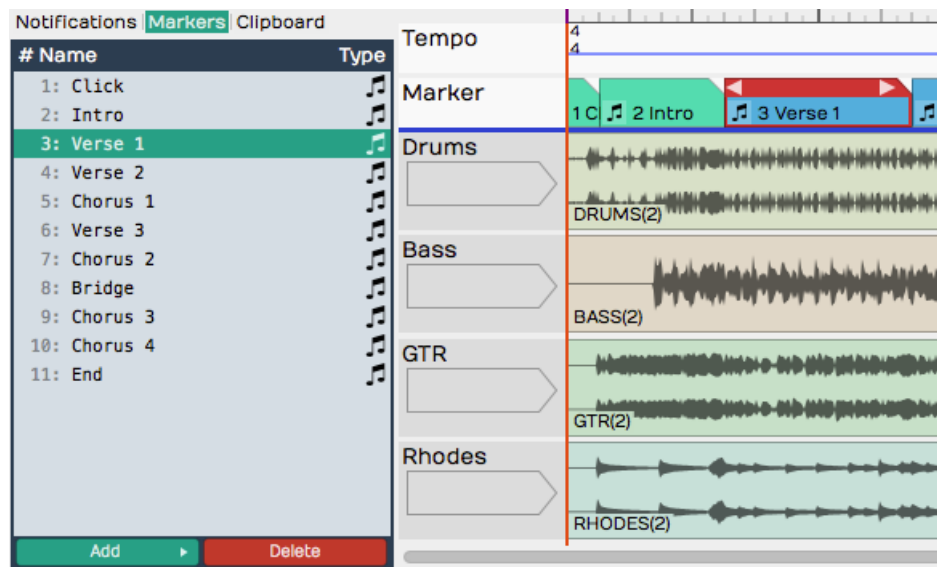 Notifications Markers Clipboard
# Name Type
1: Click
2: Intro
3: Verse 1
4: Verse 2
5: Chorus 1
6: Verse 3
7: Chorus 2
8: Bridge
9: Chorus 3
10: Chorus 4
11: End
Add Delete
Tempo
4
4
Marker
1 C 2 Intro 3 Verse 1
Drums
DRUMS(2)
Bass
BASS(2)
GTR
GTR(2)
Rhodes
RHODES(2)